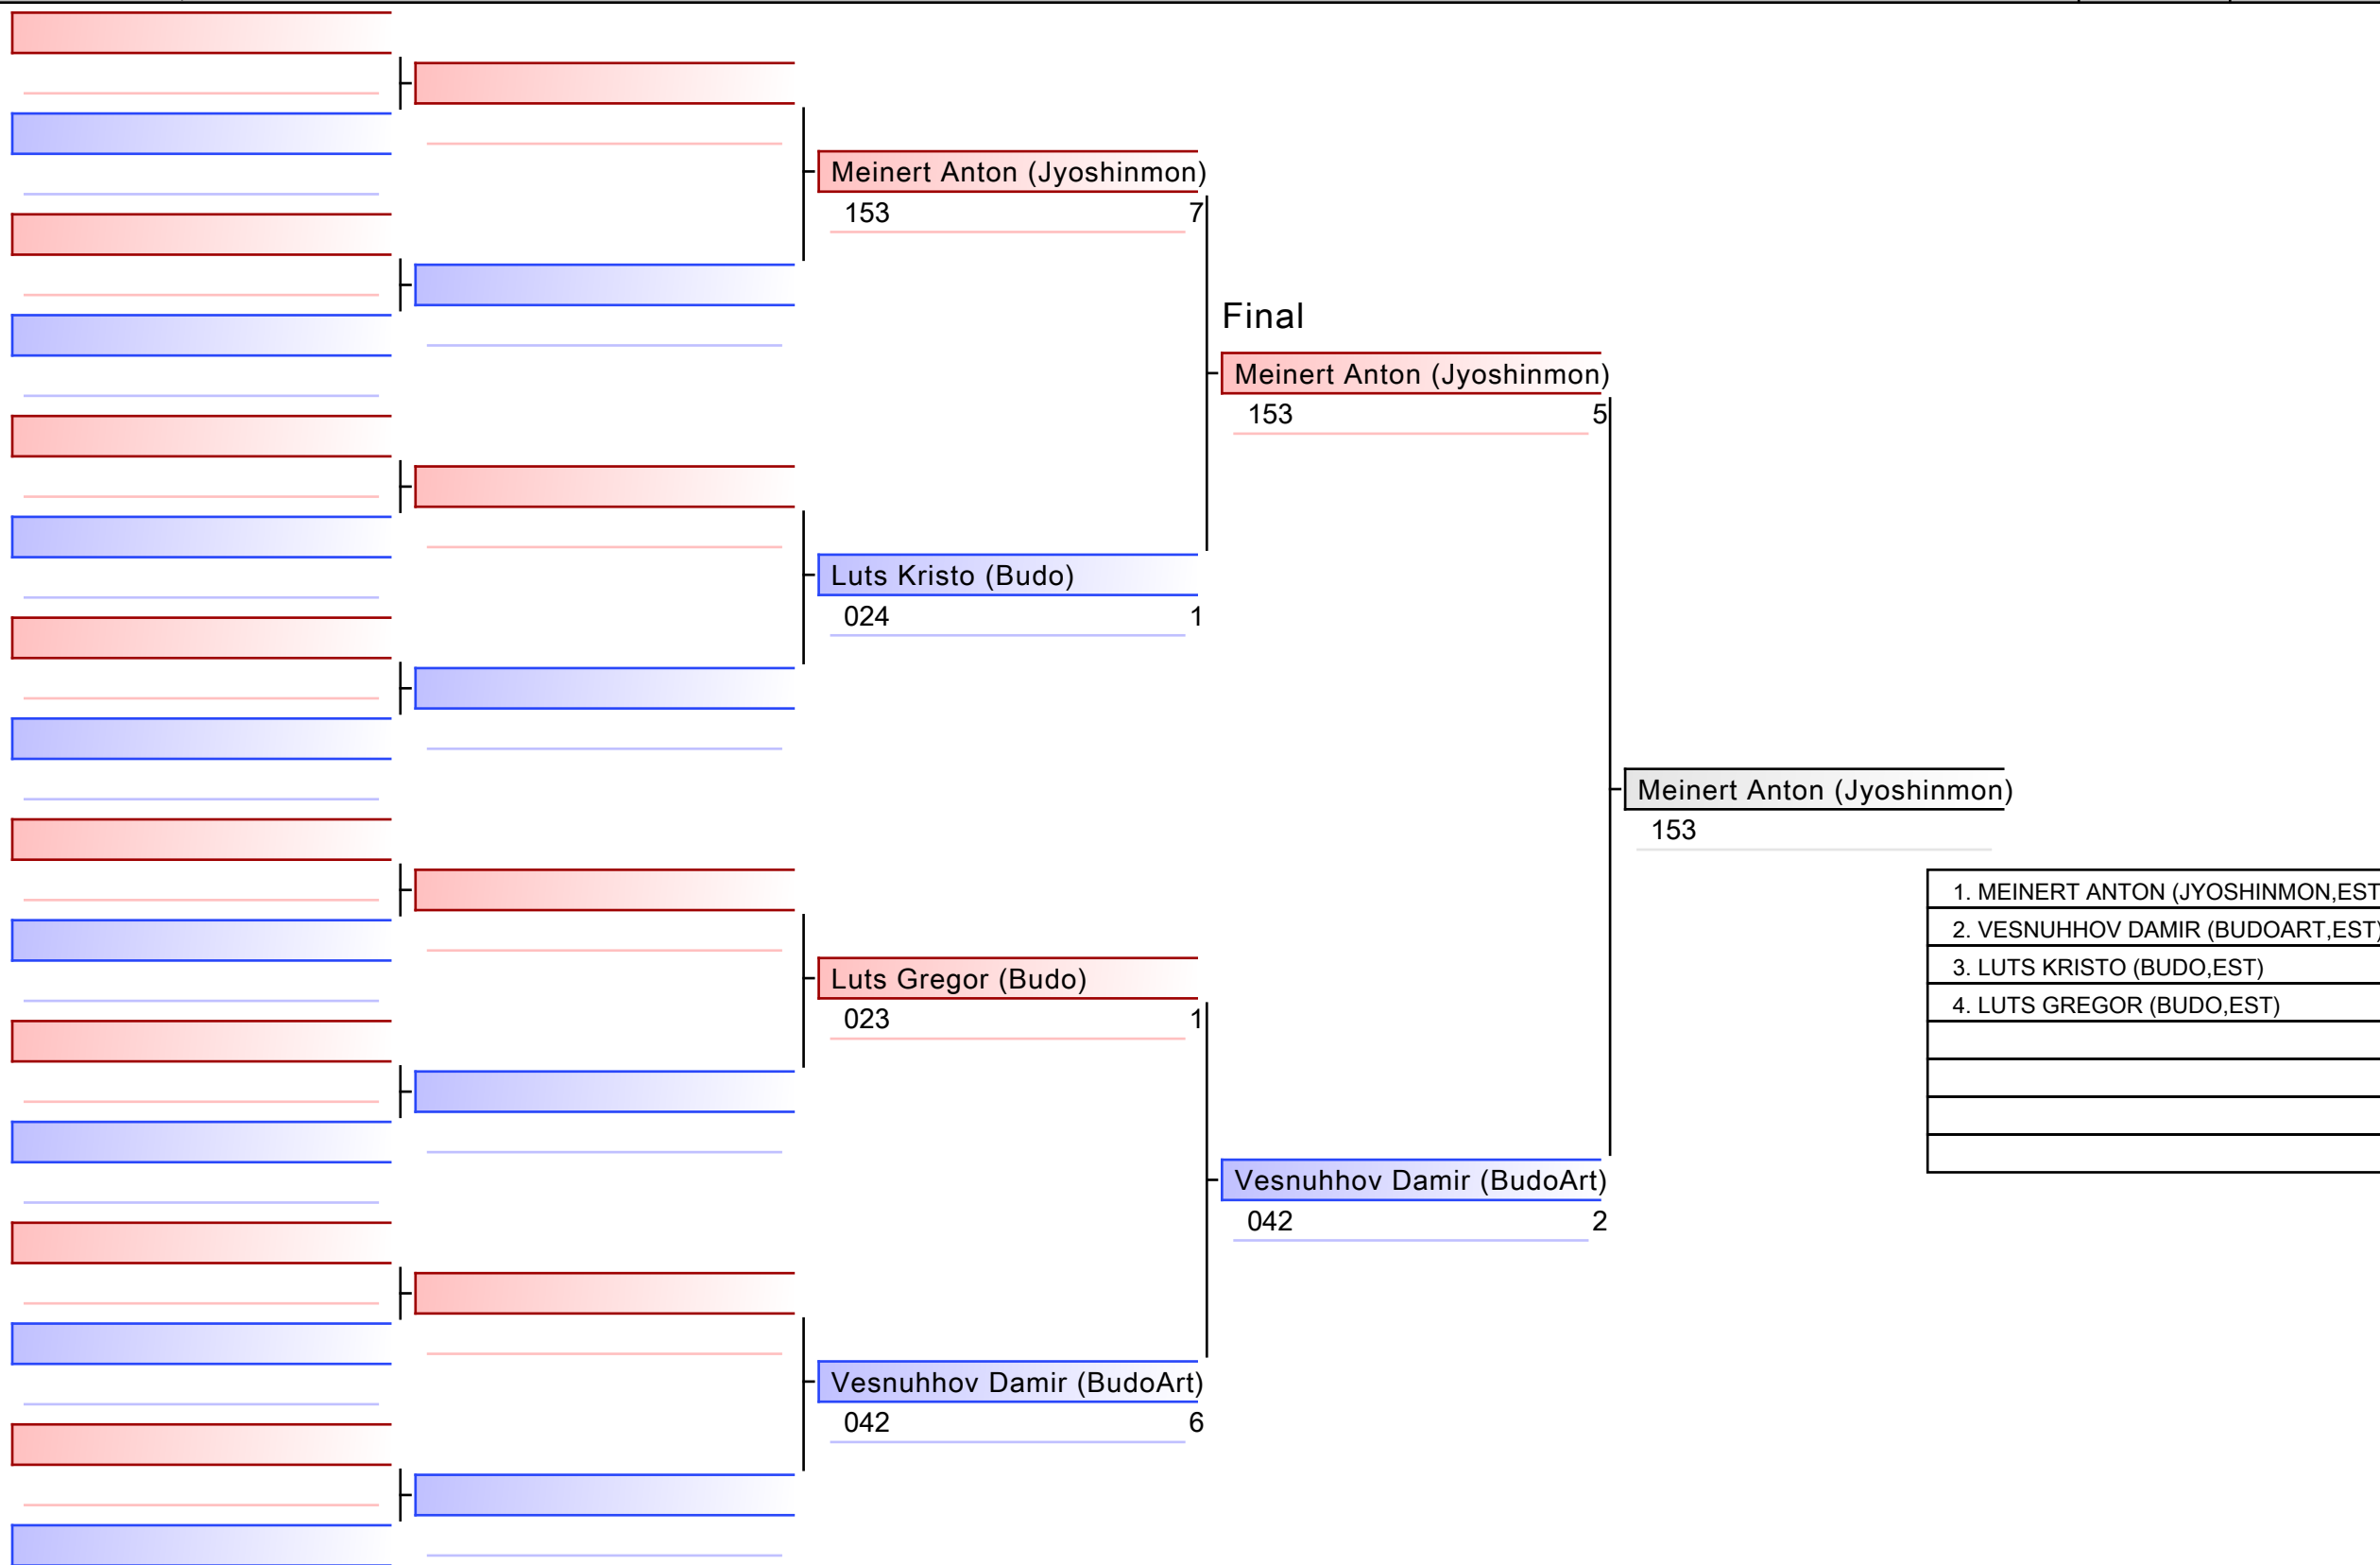 Meinert Anton (Jyoshinmon)
153 7
Final
Meinert Anton (Jyoshinmon)
153 5
Luts Kristo (Budo)
024 1
Meinert Anton (Jyoshinmon)
153
1. MEINERT ANTON (JYOSHINMON,EST
2. VESNUHHOV DAMIR (BUDOART,EST)
3. LUTS KRISTO (BUDO,EST)
4. LUTS GREGOR (BUDO,EST)
Luts Gregor (Budo)
023 1
Vesnuhhov Damir (BudoArt)
042 2
Vesnuhhov Damir (BudoArt)
042 6